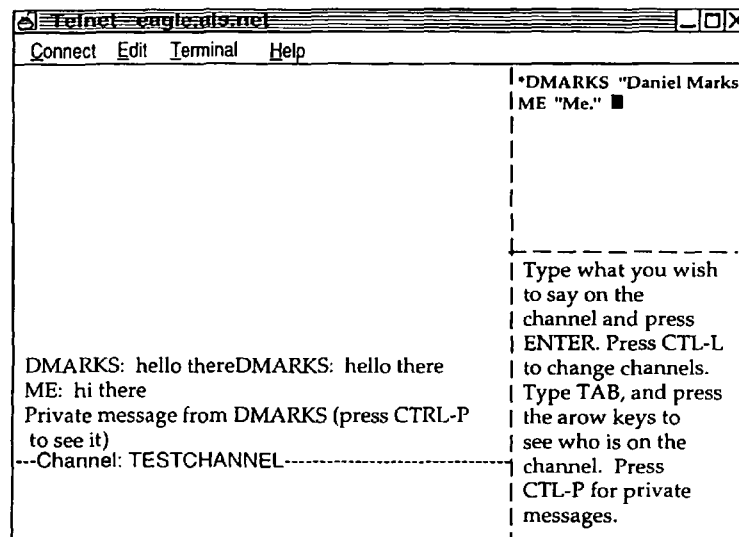 Telnet - eagle.als.net
Connect Edit Terminal Help
*DMARKS "Daniel Marks
ME "Me."
DMARKS: hello thereDMARKS: hello there
ME: hi there
Private message from DMARKS (press CTRL-P
to see it)
---Channel: TESTCHANNEL---
Type what you wish
to say on the
channel and press
ENTER. Press CTL-L
to change channels.
Type TAB, and press
the arow keys to
see who is on the
channel. Press
CTL-P for private
messages.